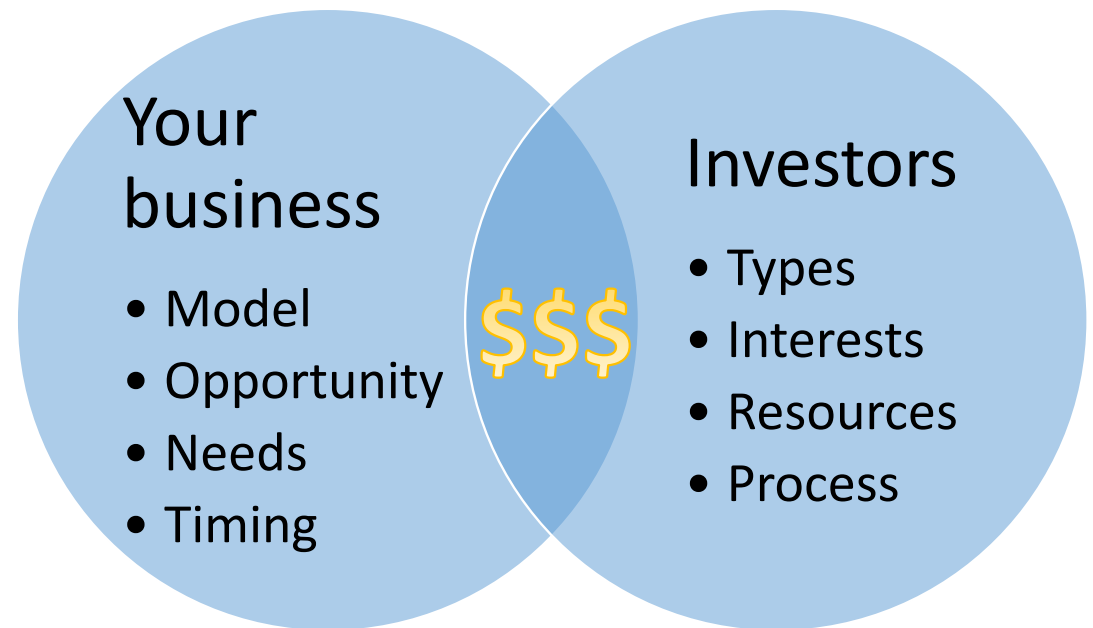 Your
business
• Model
• Opportunity
• Needs
• Timing
$$$
Investors
• Types
• Interests
• Resources
• Process